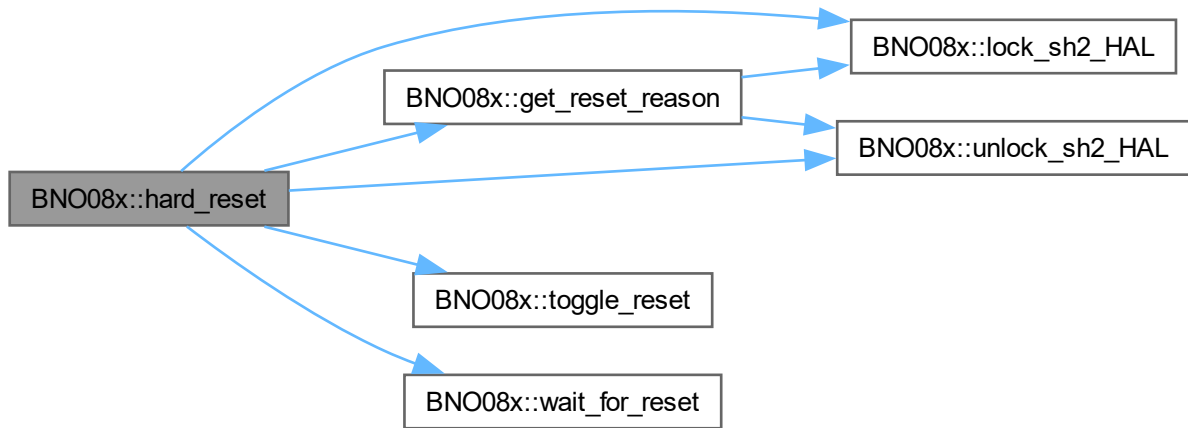 BNO08x::lock_sh2_HAL
BNO08x::get_reset_reason
BNO08x::unlock_sh2_HAL
BNO08x::hard_reset
BNO08x::toggle_reset
BNO08x::wait_for_reset